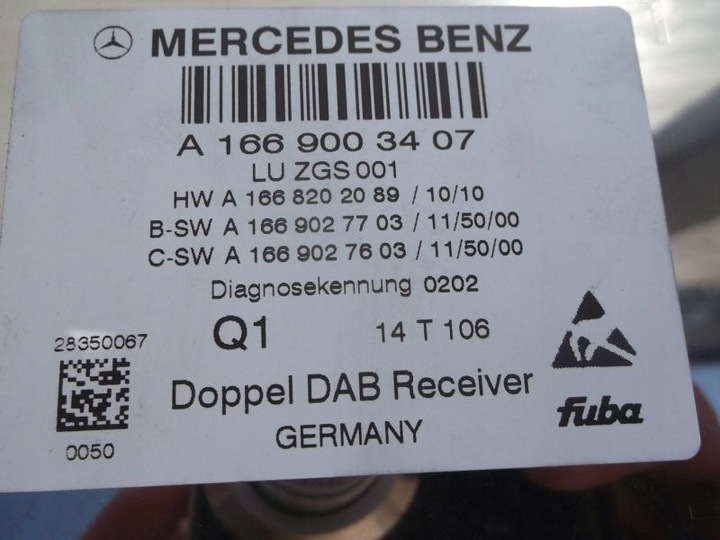 MERCEDES BENZ
A 166 900 34 07
LU ZGS 001
HW A 166 820 20 89 / 10/10
B-SW A 166 902 77 03 / 11/50/00
C-SW A 166 902 76 03 / 11/50/00
Diagnosekennung 0202
Q1 14 T 106
28350067
0050
Doppel DAB Receiver
GERMANY
fuba